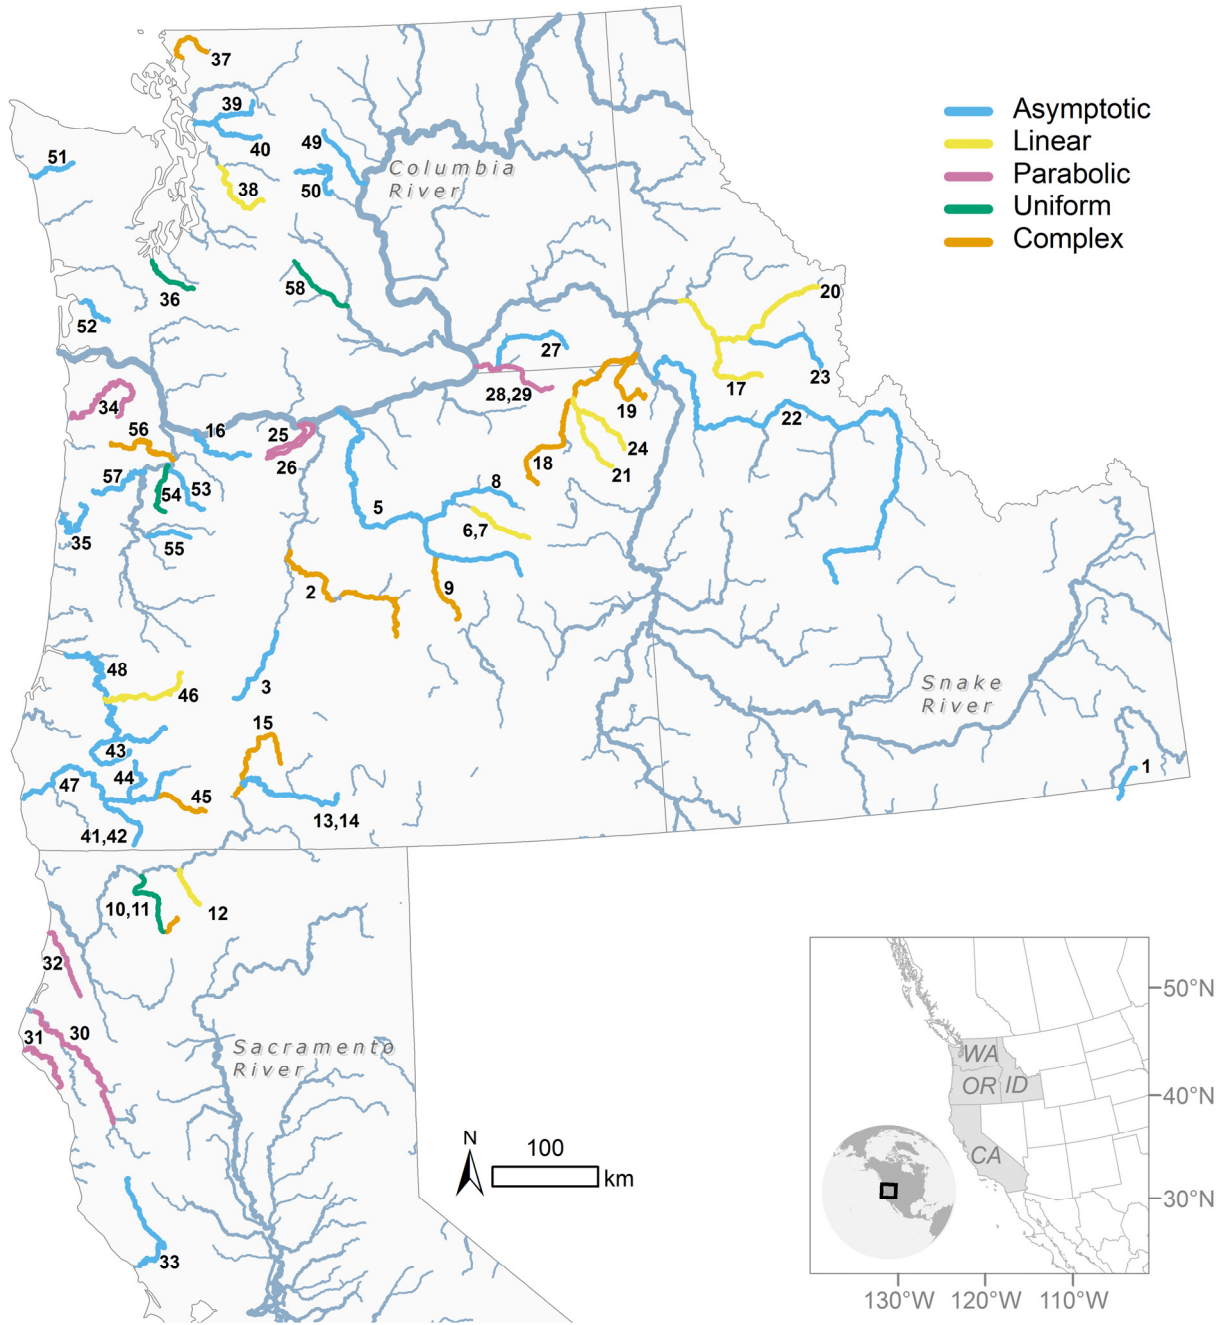 37
Asymptotic
Linear
Parabolic
Uniform
Complex
39
40
49
50
51
38
Columbia
River
36
58
52
20
27
23
17
28,29
34
19
22
56
16
25
26
24
21
18
57
54
53
8
5
6,7
35
55
2
9
48
3
46
Snake
River
15
43
44
47
45
13,14
41,42
1
10,11
12
32
31
30
Sacramento
River
33
N
100
km
WA
OR
ID
CA
50°N
40°N
30°N
130°W
120°W
110°W